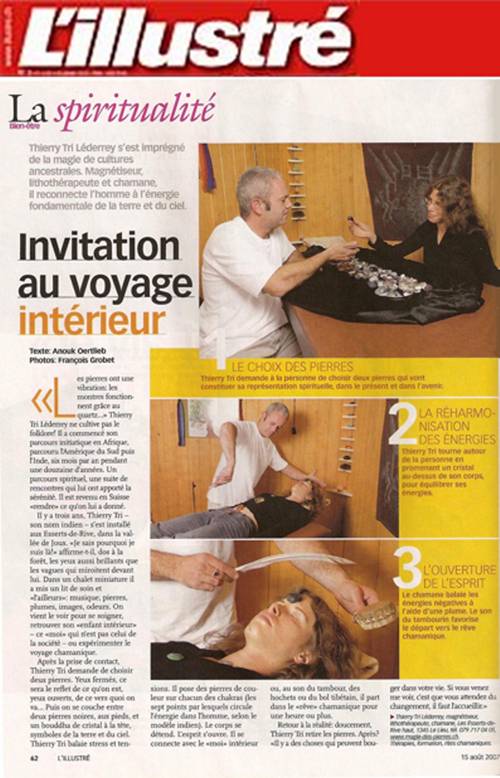 www.illustre.ch
L'illustré
La spiritualité
Bien-être
Thierry Tri Léderrey s'est imprégné
de la magie de cultures
ancestrales. Magnétiseur,
lithothérapeute et chamane,
il reconnecte l'homme à l'énergie
fondamentale de la terre et du ciel.
Invitation
au voyage
intérieur
Texte: Anouk Oertlieb
Photos: François Grobet
«Les pierres ont une
vibration: les
montres fonction-
nent grâce au
quartz...» Thierry
Tri Léderrey ne cultive pas le
folklore! Il a commencé son
parcours initiatique en Afrique,
parcouru l'Amérique du Sud puis
l'Inde, six mois par an pendant
une douzaine d'années. Un
parcours spirituel, une suite de
rencontres qui lui ont apporté la
sérénité. Il est revenu en Suisse
«rendre» ce qu'on lui a donné.
Il y a trois ans, Thierry Tri –
son nom indien – s'est installé
aux Esserts-de-Rive, dans la val-
lée de Joux. «Je sais pourquoi je
suis là!» affirme-t-il, dos à la
forêt, les yeux aussi brillants que
les vagues qui miroitent devant
lui. Dans un chalet miniature il
a mis un lit de soin et
l'«ailleurs»: musique, pierres,
plumes, images, odeurs. On
vient le voir pour se soigner,
retrouver son «enfant intérieur»
– ce «moi» qui n'est pas celui de
la société – ou expérimenter le
voyage chamanique.
Après la prise de contact,
Thierry Tri demande de choisir
deux pierres. Yeux fermés, ce
sera le reflet de ce qu'on est,
yeux ouverts, de ce vers quoi on
va... Puis on se couche entre
deux pierres noires, aux pieds, et
un bouddha de cristal à la tête,
symboles de la terre et du ciel.
Thierry Tri balaie stress et ten-
1 LE CHOIX DES PIERRES
Thierry Tri demande à la personne de choisir deux pierres qui vont
constituer sa représentation spirituelle, dans le présent et dans l'avenir.
2 LA RÉHARMO-
NISATION
DES ÉNERGIES
Thierry Tri tourne autour
de la personne en
promenant un cristal
au-dessus de son corps,
pour équilibrer ses
énergies.
3 L'OUVERTURE
DE L'ESPRIT
Le chamane balaie les
énergies négatives à
l'aide d'une plume. Le son
du tambourin favorise
le départ vers le rêve
chamanique.
sions. Il pose des pierres de cou-
leur sur chacun des chakras (les
sept points par lesquels circule
l'énergie dans l'homme, selon le
modèle indien). Le corps se
détend. L'esprit s'ouvre. Il se
connecte avec le «moi» intérieur
ou, au son du tambour, des
hochets ou du bol tibétain, il part
dans le «rêve» chamanique pour
une heure ou plus.
Retour à la réalité: doucement,
Thierry Tri retire les pierres. Après?
«Il y a des choses qui peuvent bou-
ger dans votre vie. Si vous venez
me voir, c'est que vous attendez du
changement, il faut l'accueillir.»
▶ Thierry Tri Léderrey, magnétiseur,
lithothérapeute, chamane, Les Esserts-de-
Rive haut, 1345 Le Lieu, tél. 079 717 04 05,
www.magie-des-pierres.ch.
Thérapies, formation, rites chamaniques.
62 L'ILLUSTRÉ
15 août 2007